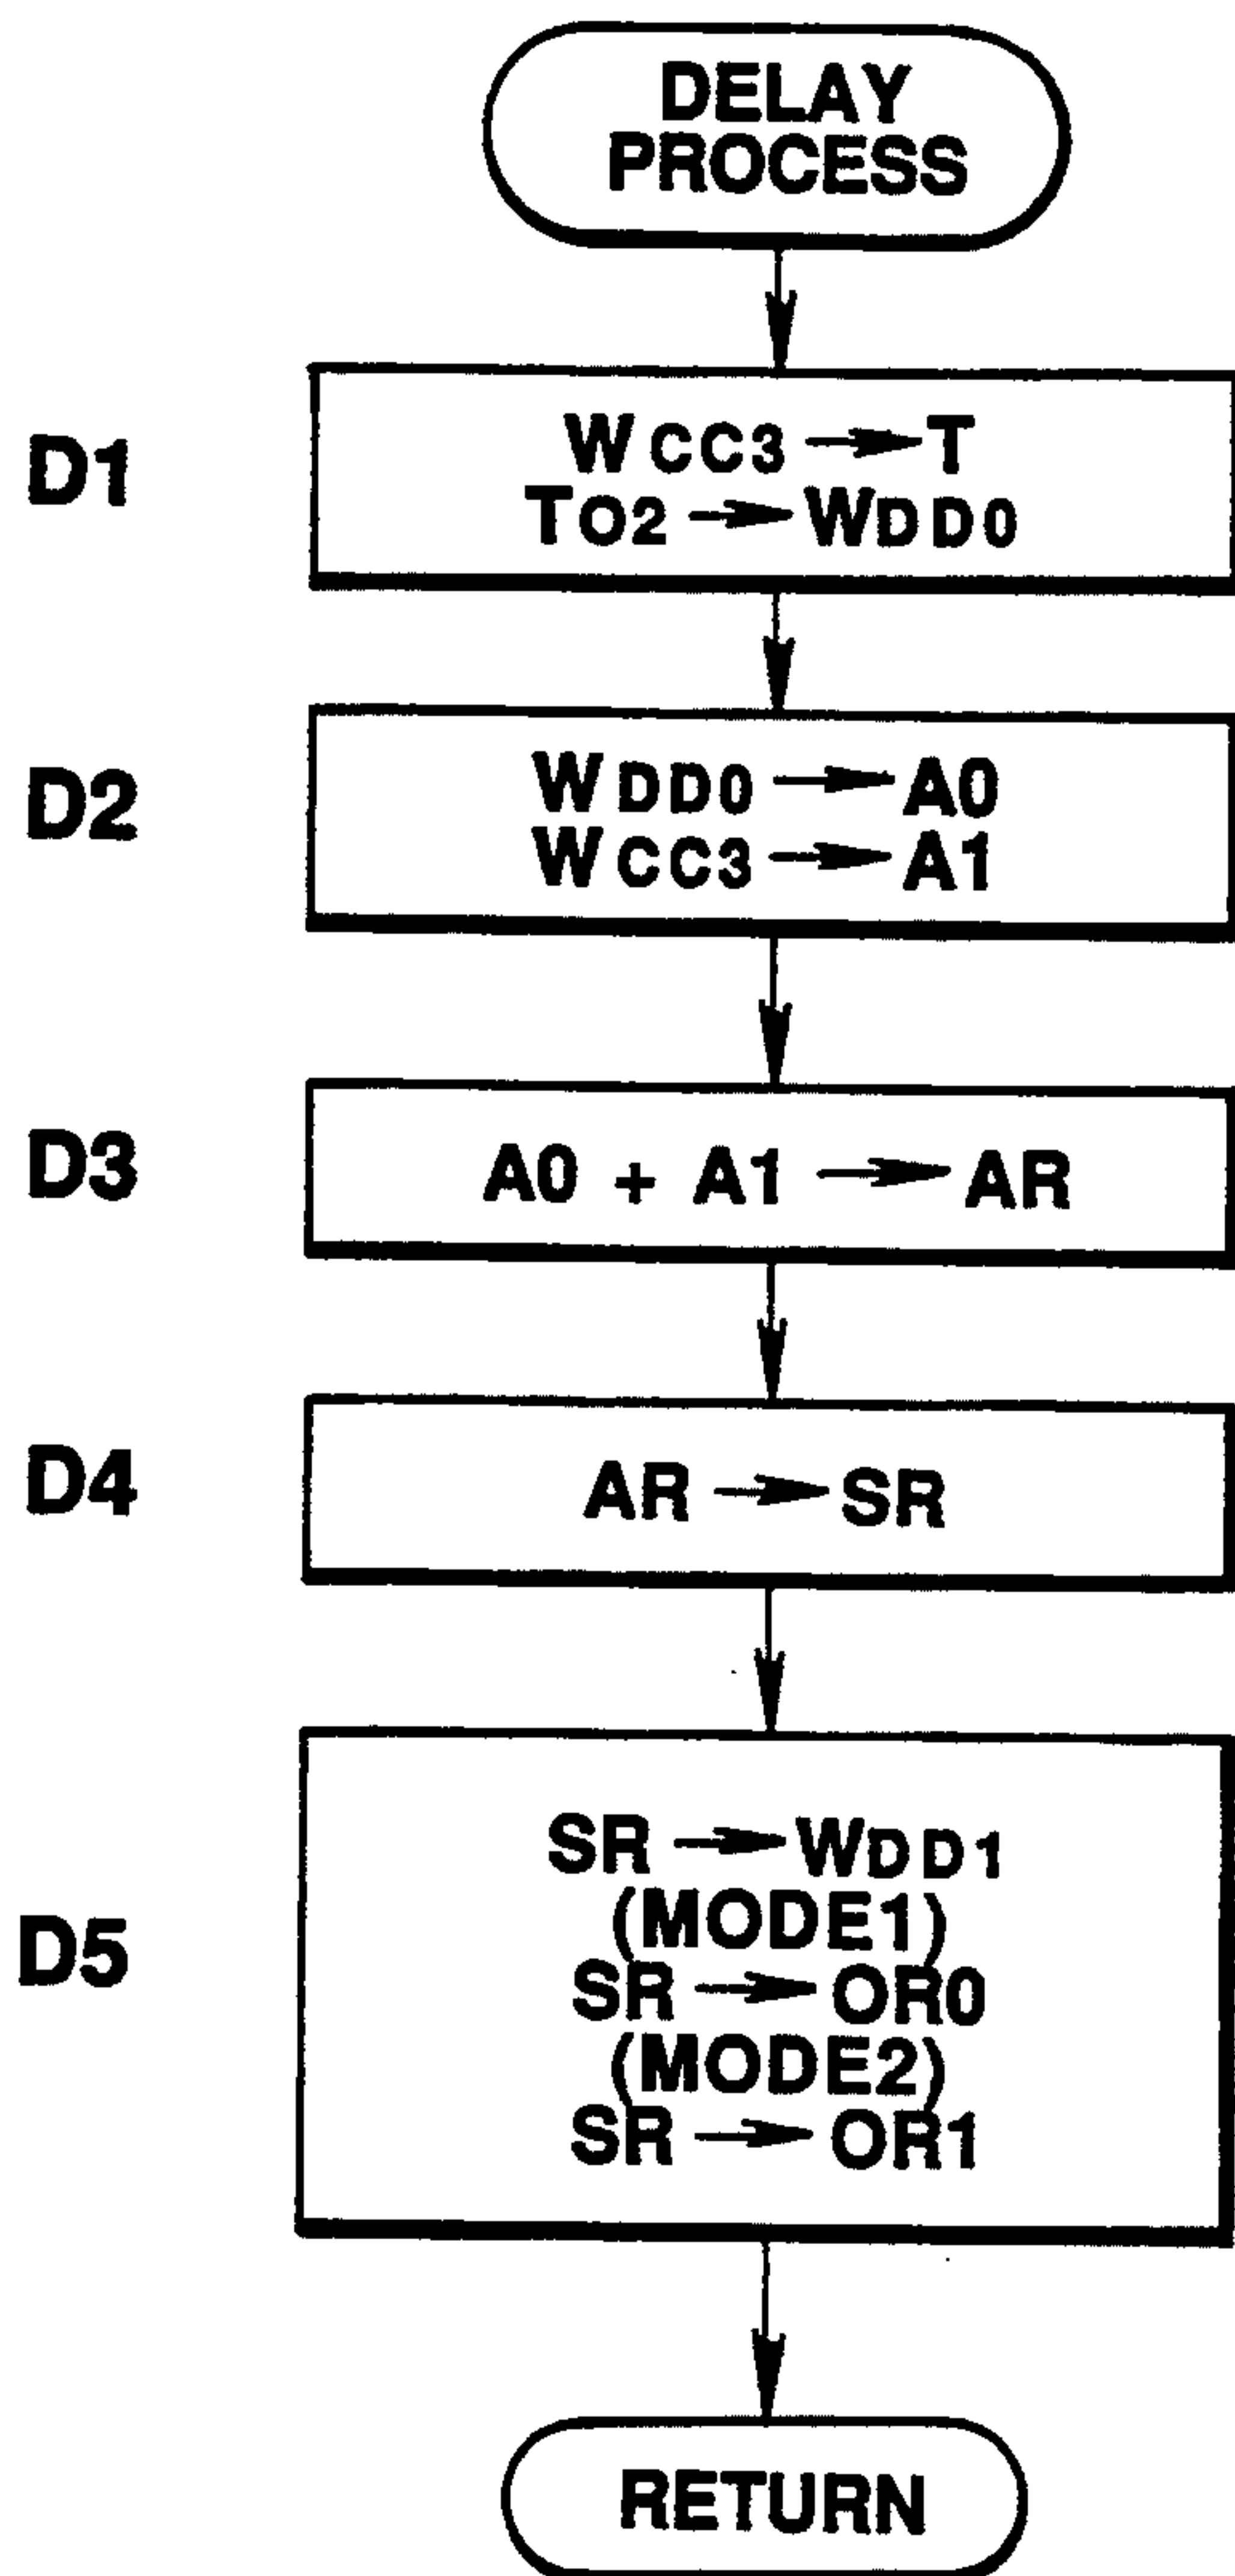 DELAY
PROCESS
D1
WCC3 → T
TO2 → WDD0
D2
WDD0 → A0
WCC3 → A1
D3
A0 + A1 → AR
D4
AR → SR
D5
SR → WDD1
(MODE1)
SR → OR0
(MODE2)
SR → OR1
RETURN